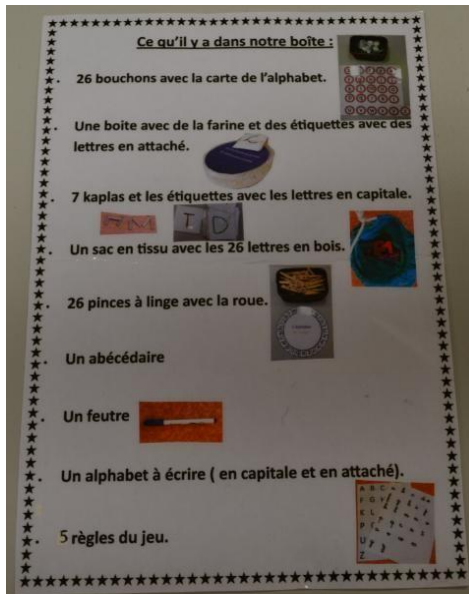 Ce qu'il y a dans notre boîte :
. 26 bouchons avec la carte de l'alphabet.
. Une boite avec de la farine et des étiquettes avec des
lettres en attaché.
. 7 kaplas et les étiquettes avec les lettres en capitale.
A M I D
. Un sac en tissu avec les 26 lettres en bois.
. 26 pinces à linge avec la roue.
. Un abécédaire
. Un feutre
. Un alphabet à écrire ( en capitale et en attaché).
. 5 règles du jeu.